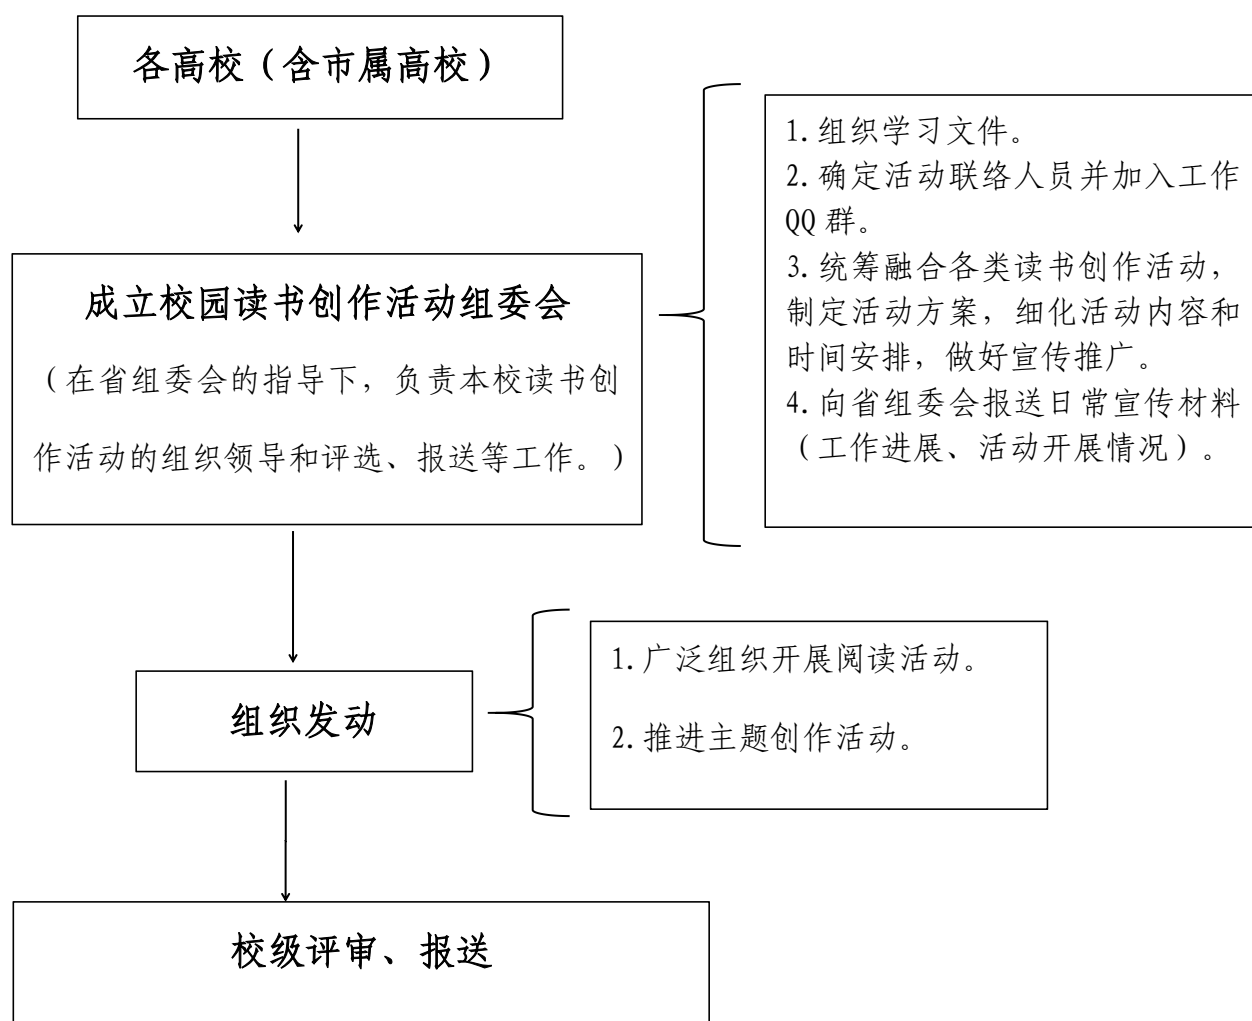 各高校（含市属高校）
成立校园读书创作活动组委会
（在省组委会的指导下，负责本校读书创
作活动的组织领导和评选、报送等工作。）
1.组织学习文件。
2.确定活动联络人员并加入工作
QQ群。
3.统筹融合各类读书创作活动，
制定活动方案，细化活动内容和
时间安排，做好宣传推广。
4.向省组委会报送日常宣传材料
（工作进展、活动开展情况）。
组织发动
1.广泛组织开展阅读活动。
2.推进主题创作活动。
校级评审、报送